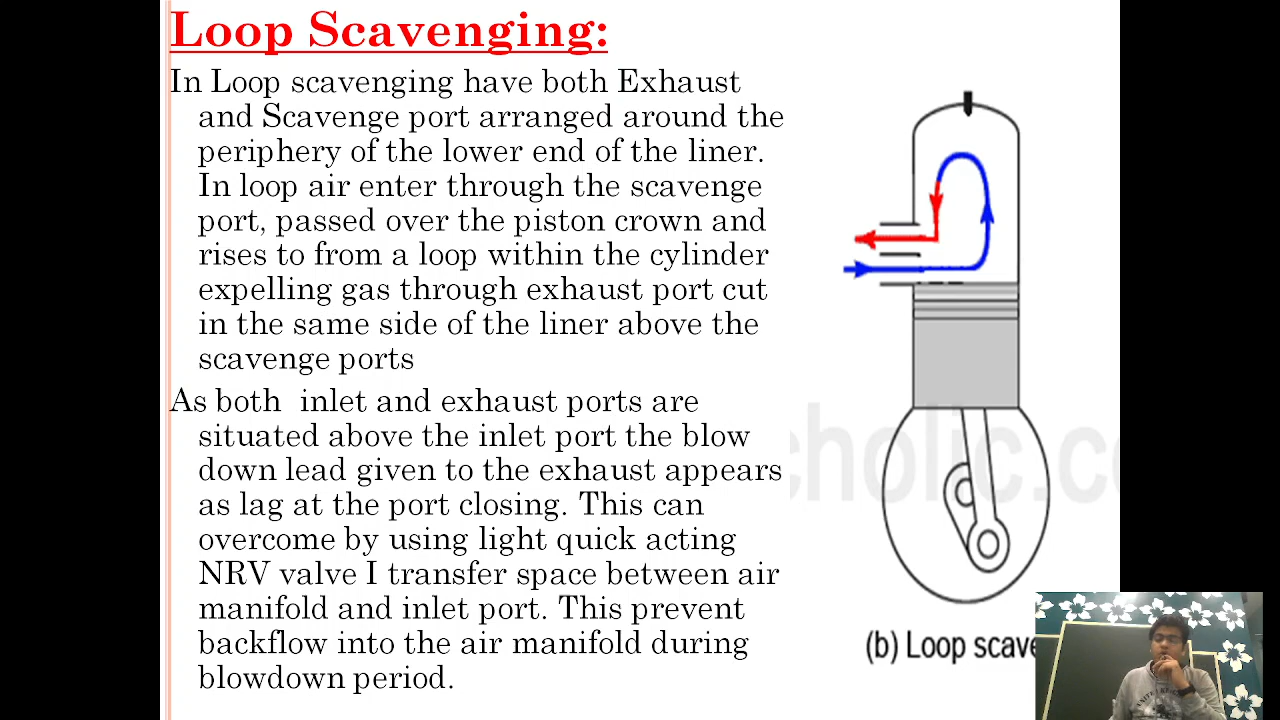 Loop Scavenging:
In Loop scavenging have both Exhaust
and Scavenge port arranged around the
periphery of the lower end of the liner.
In loop air enter through the scavenge
port, passed over the piston crown and
rises to from a loop within the cylinder
expelling gas through exhaust port cut
in the same side of the liner above the
scavenge ports
As both inlet and exhaust ports are
situated above the inlet port the blow
down lead given to the exhaust appears
as lag at the port closing. This can
overcome by using light quick acting
NRV valve I transfer space between air
manifold and inlet port. This prevent
backflow into the air manifold during
blowdown period.
cholic.c
(b) Loop scave